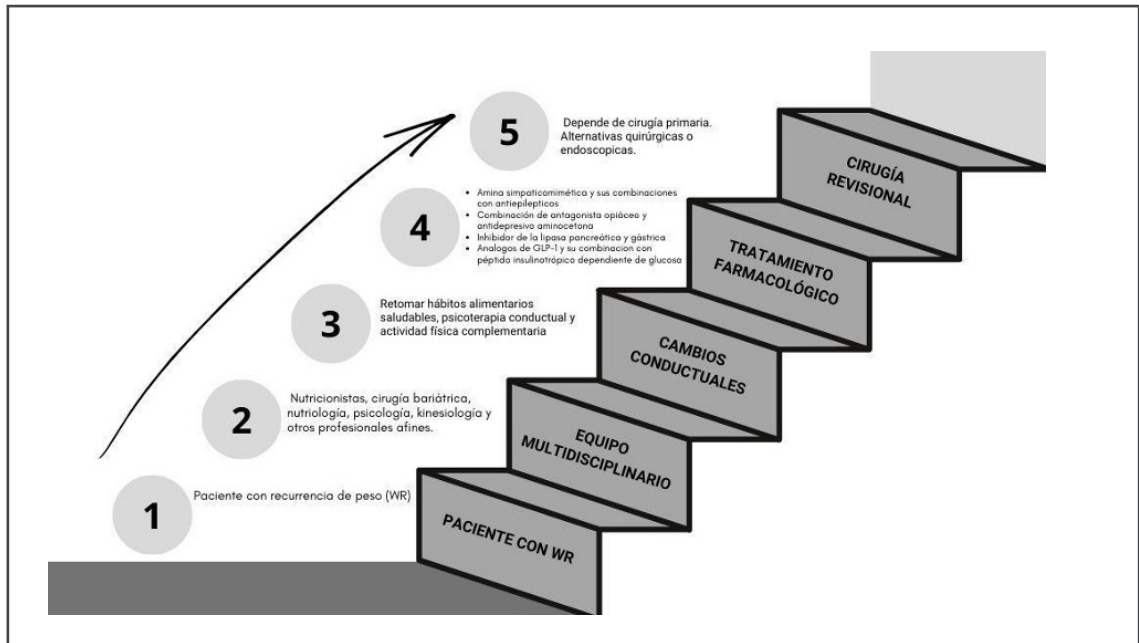 5
Depende de cirugía primaria.
Alternativas quirúrgicas o
endoscopicas.
4
• Amina simpaticomimética y sus combinaciones
con antiepilepticos
• Combinación de antagonista opiáceo y
antidepresivo aminocetona
• Inhibidor de la lipasa pancreática y gástrica
• Analogos de GLP-1 y su combinacion con
péptido insulinotrópico dependiente de glucosa
3
Retomar hábitos alimentarios
saludables, psicoterapia conductual y
actividad física complementaria
2
Nutricionistas, cirugía bariátrica,
nutriología, psicología, kinesiología y
otros profesionales afines.
1
Paciente con recurrencia de peso (WR)
CIRUGÍA
REVISIONAL
TRATAMIENTO
FARMACOLÓGICO
CAMBIOS
CONDUCTUALES
EQUIPO
MULTIDISCIPLINARIO
PACIENTE CON WR